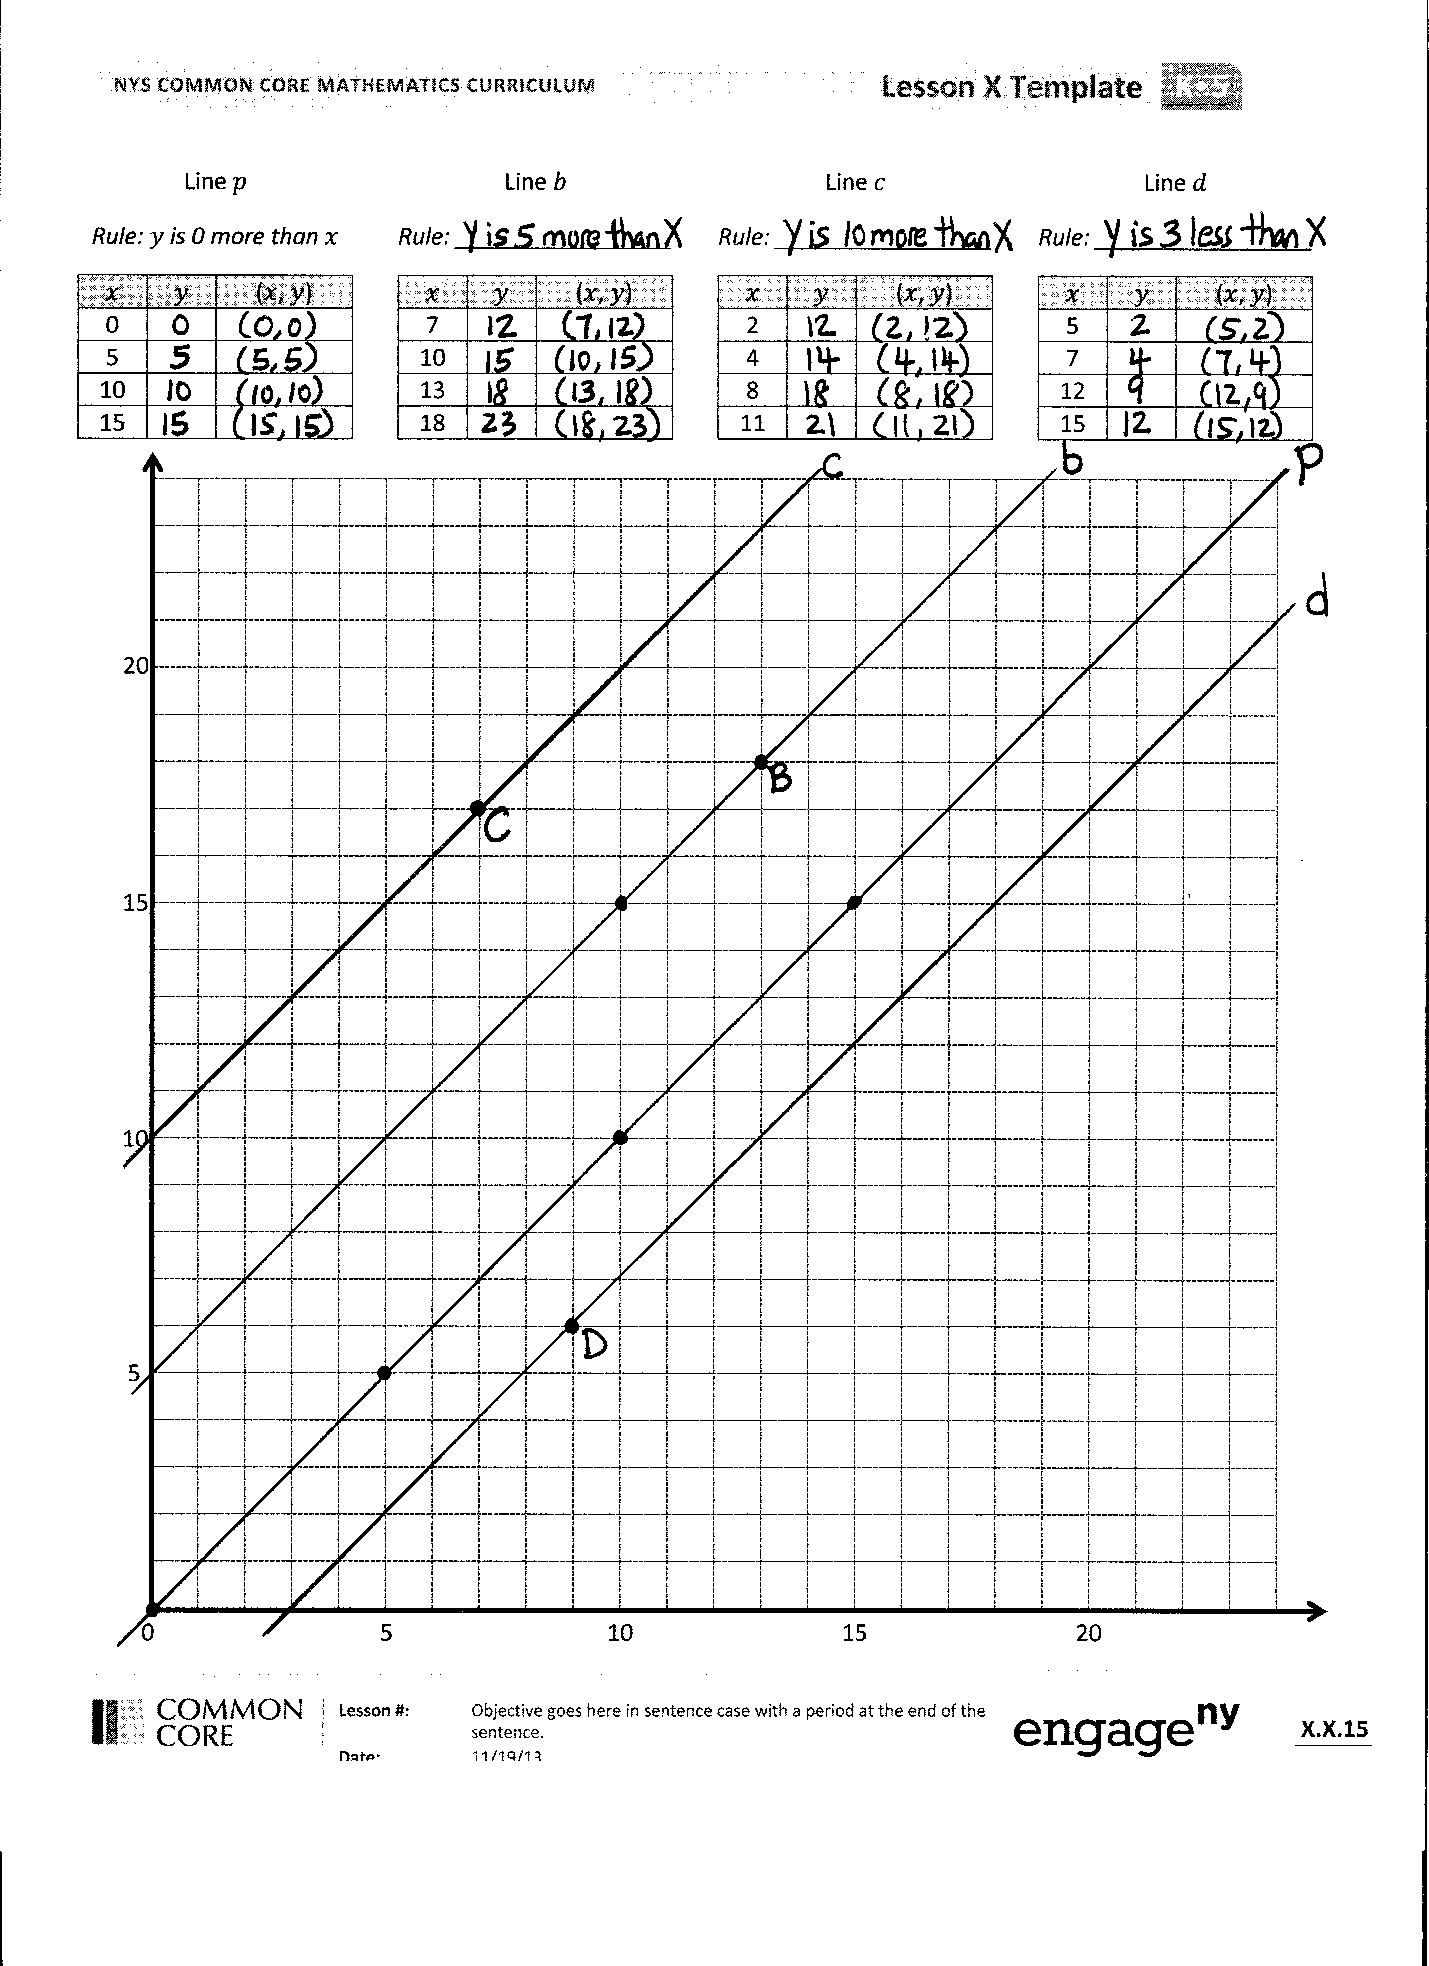 NYS COMMON CORE MATHEMATICS CURRICULUM Lesson X Template K•5
Line p Line b Line c Line d
Rule: y is 0 more than x Rule: Y is 5 more than X Rule: Y is 10 more than X Rule: Y is 3 less than X
x y (x, y) x y (x, y) x y (x, y) x y (x, y)
0 0 (0,0) 7 12 (7,12) 2 12 (2,12) 5 2 (5,2)
5 5 (5,5) 10 15 (10,15) 4 14 (4,14) 7 4 (7,4)
10 10 (10,10) 13 18 (13,18) 8 18 (8,18) 12 9 (12,9)
15 15 (15,15) 18 23 (18,23) 11 21 (11,21) 15 12 (15,12)
c b p
d
20
B
C
15
10
D
5
0 5 10 15 20
COMMON CORE
Lesson #: Objective goes here in sentence case with a period at the end of the
sentence.
Date: 11/19/13
engage ny X.X.15